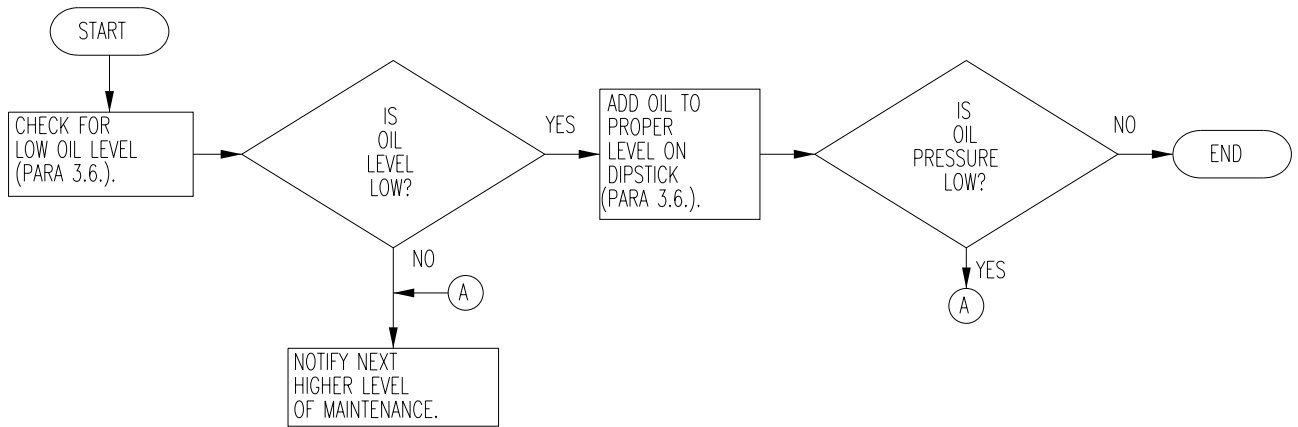 START
CHECK FOR
LOW OIL LEVEL
(PARA 3.6.).
IS
OIL
LEVEL
LOW?
YES
NO
A
NOTIFY NEXT
HIGHER LEVEL
OF MAINTENANCE.
ADD OIL TO
PROPER
LEVEL ON
DIPSTICK
(PARA 3.6.).
IS
OIL
PRESSURE
LOW?
NO
END
YES
A